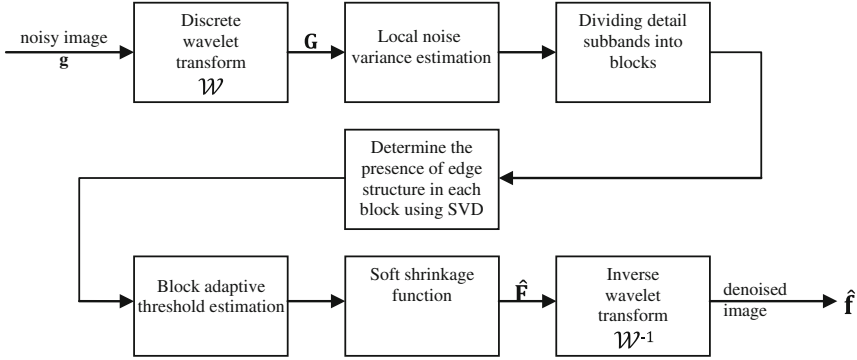 noisy image
g
Discrete
wavelet
transform
𝒲
G
Local noise
variance estimation
Dividing detail
subbands into
blocks
Determine the
presence of edge
structure in each
block using SVD
Block adaptive
threshold estimation
Soft shrinkage
function
F̂
Inverse
wavelet
transform
𝒲-1
denoised
image
f̂